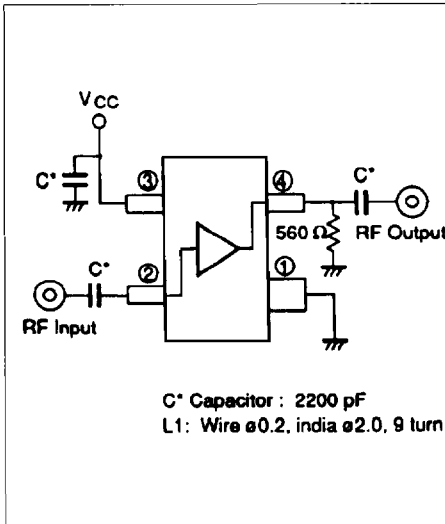 VCC
C*
③
④
C*
560 Ω
RF Output
C*
②
①
RF Input
C* Capacitor : 2200 pF
L1: Wire ø0.2, india ø2.0, 9 turn